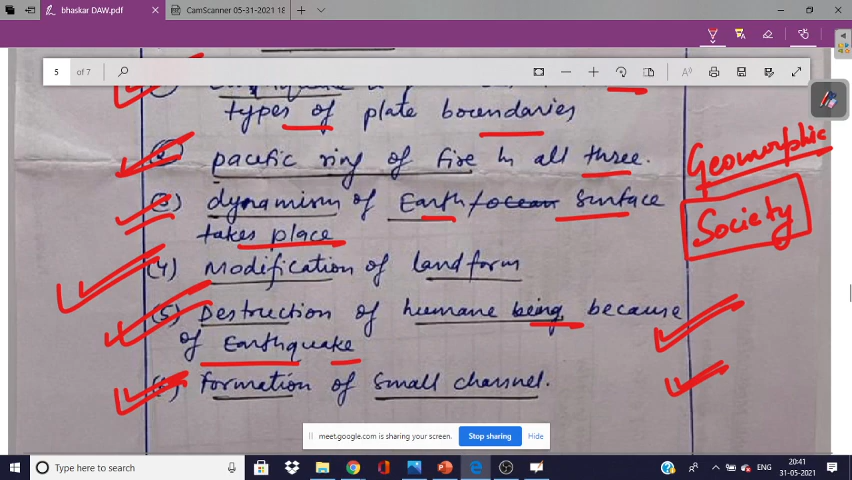 bhaskar DAW.pdf
CamScanner 05-31-2021 18
5 of 7
types of plate boundaries
pacific ring of fire in all three.
(3) dynamism of Earth/ocean surface
takes place
(4) Modification of landform
(5) Destruction of humane being because
of Earthquake
formation of small channel.
Geomorphic
Society
meet.google.com is sharing your screen.
Stop sharing
Hide
Type here to search
ENG
20:41
31-05-2021